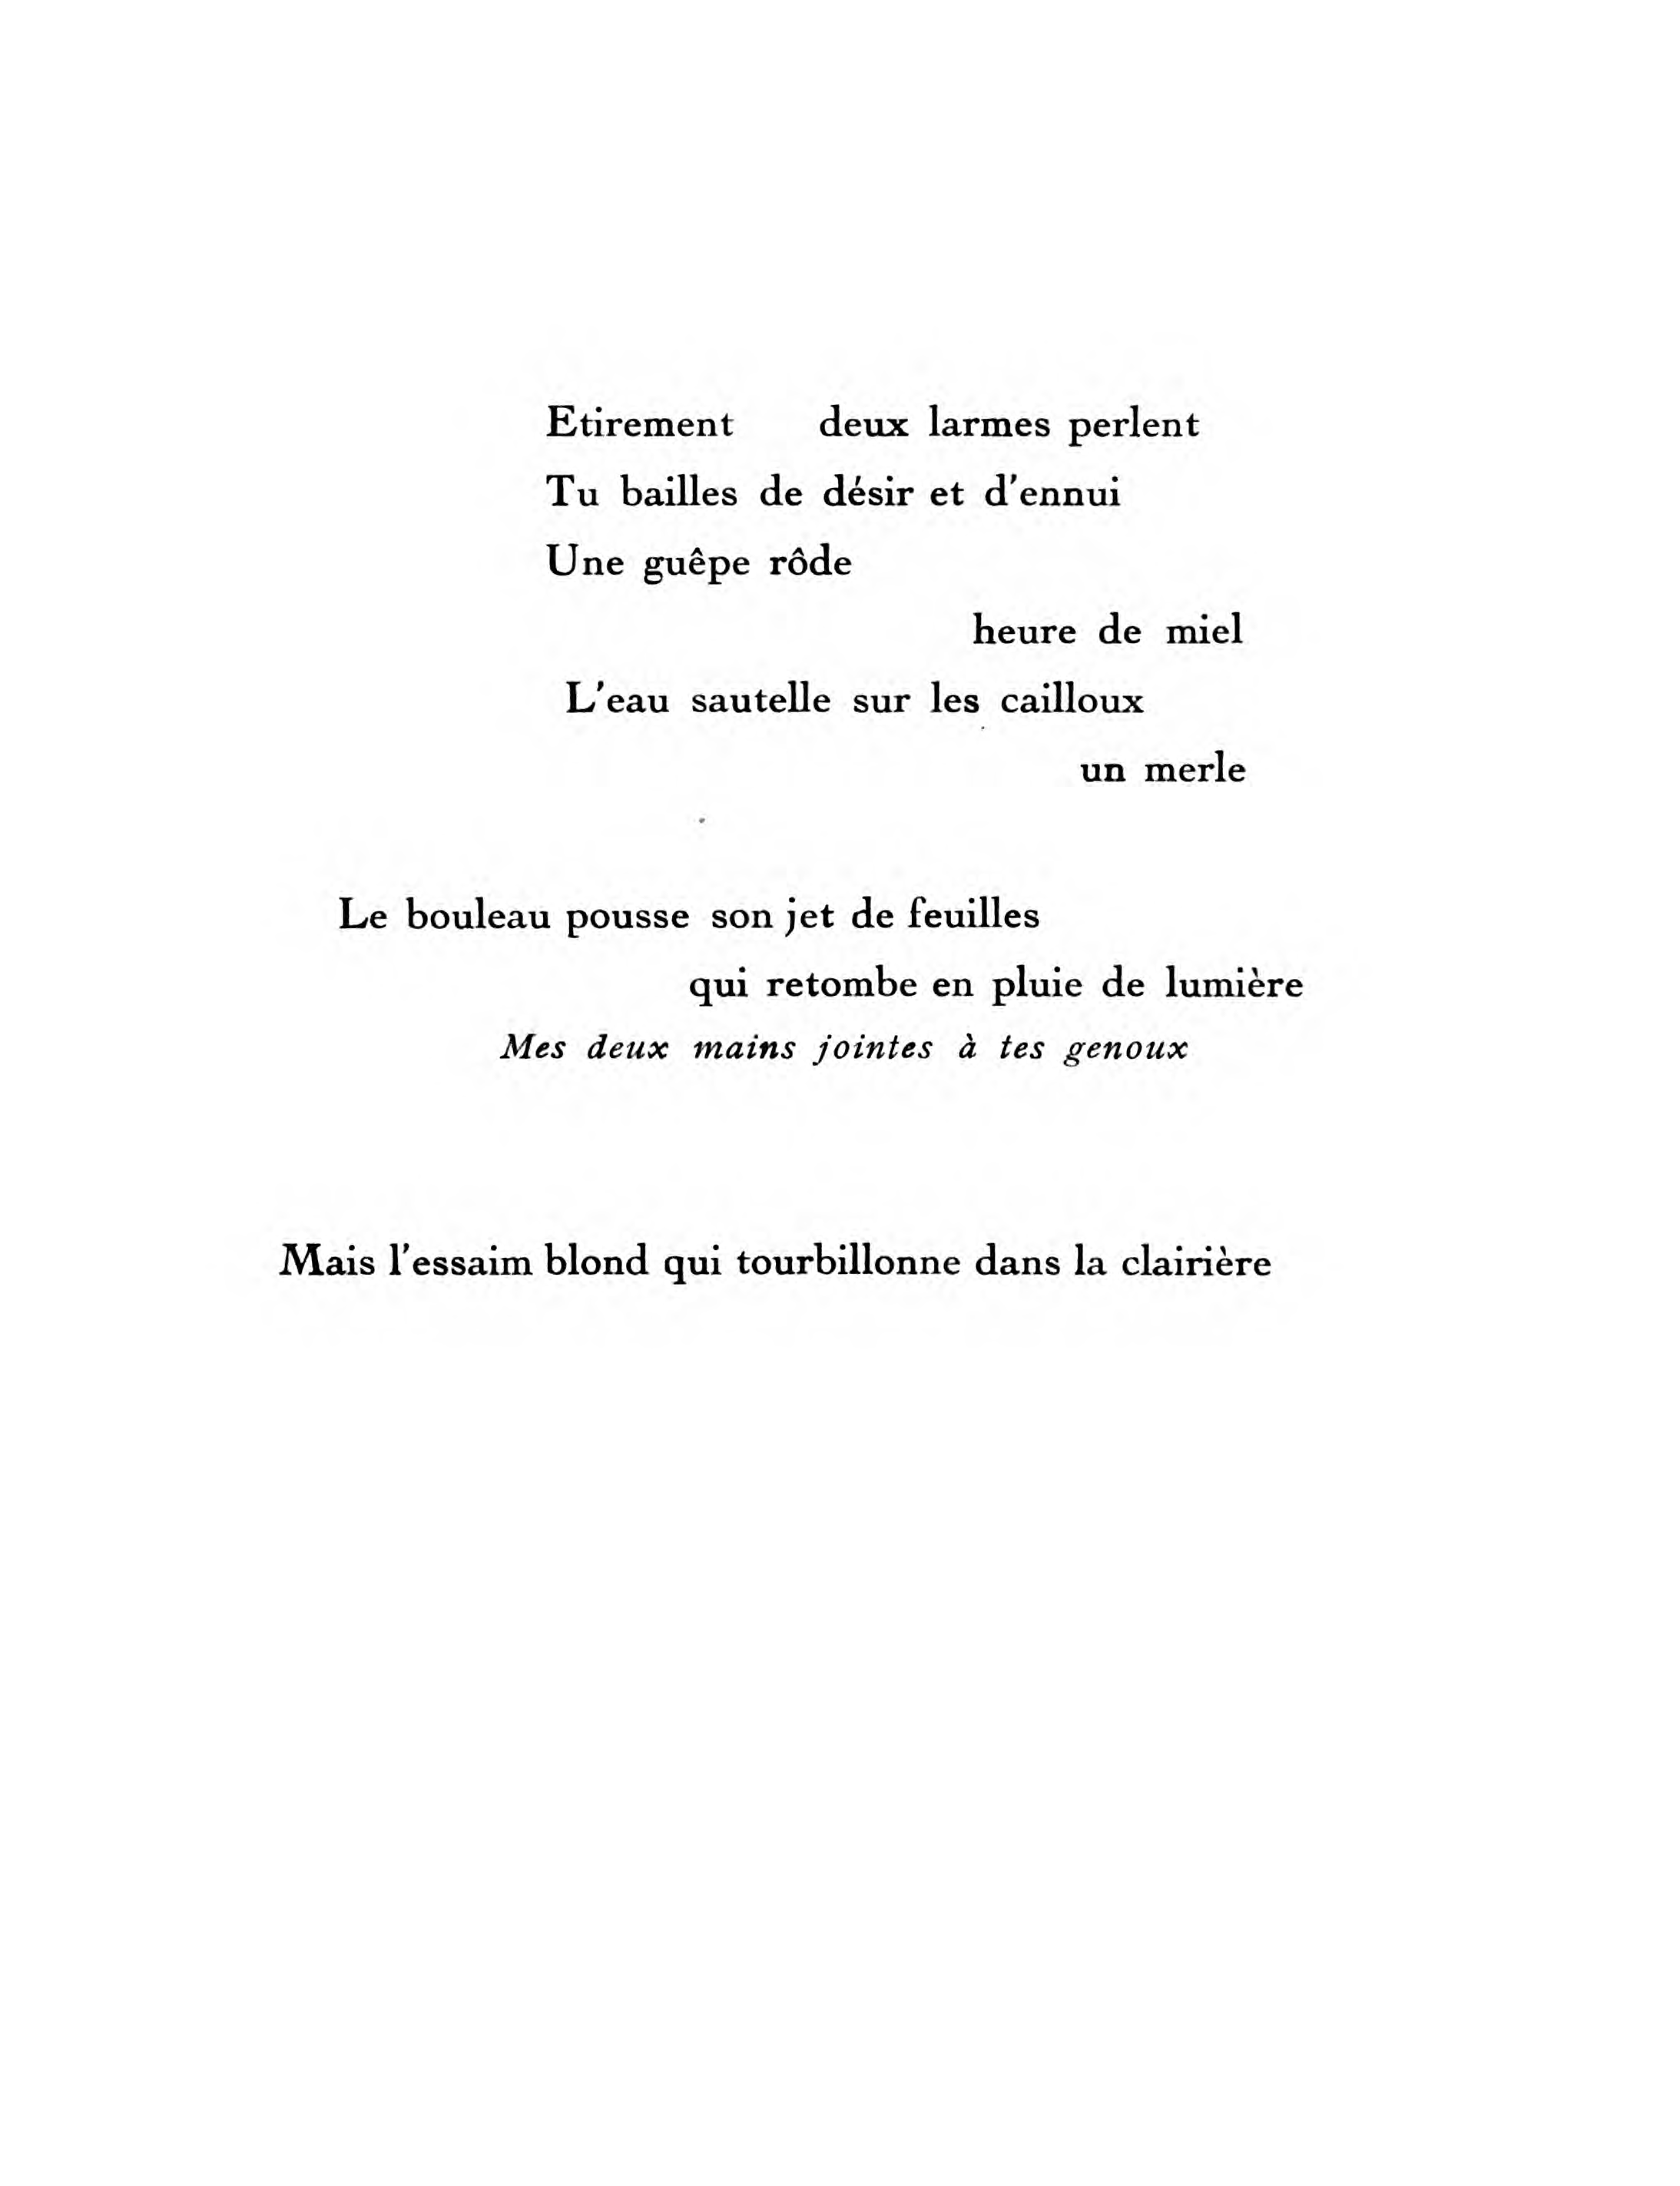 Etirement deux larmes perlent
Tu bailles de désir et d'ennui
Une guêpe rôde
heure de miel
L'eau sautelle sur les cailloux
un merle
Le bouleau pousse son jet de feuilles
qui retombe en pluie de lumière
Mes deux mains jointes à tes genoux
Mais l'essaim blond qui tourbillonne dans la clairière